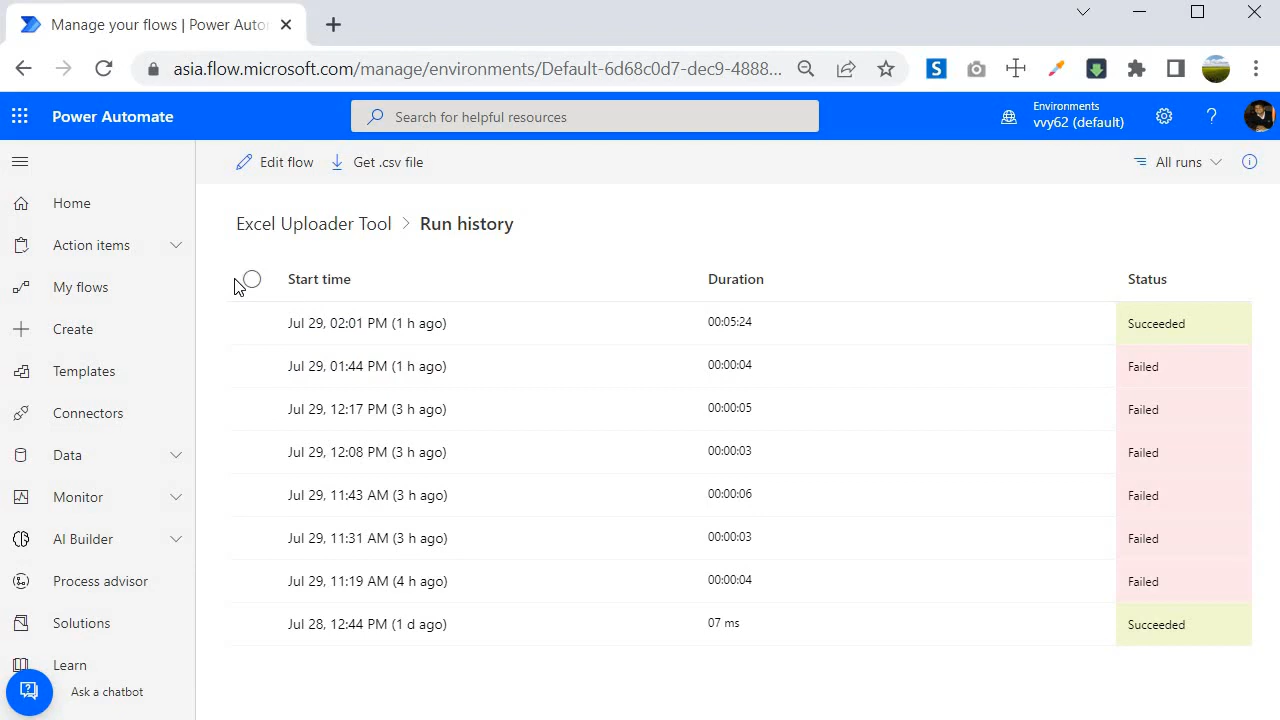 Manage your flows | Power Auto
asia.flow.microsoft.com/manage/environments/Default-6d68c0d7-dec9-4888...
S
Power Automate
Search for helpful resources
Environments
vvy62 (default)
?
Edit flow
Get .csv file
All runs
Home
Action items
My flows
Create
Templates
Connectors
Data
Monitor
AI Builder
Process advisor
Solutions
Learn
Ask a chatbot
Excel Uploader Tool > Run history
Start time Duration Status
Jul 29, 02:01 PM (1 h ago) 00:05:24 Succeeded
Jul 29, 01:44 PM (1 h ago) 00:00:04 Failed
Jul 29, 12:17 PM (3 h ago) 00:00:05 Failed
Jul 29, 12:08 PM (3 h ago) 00:00:03 Failed
Jul 29, 11:43 AM (3 h ago) 00:00:06 Failed
Jul 29, 11:31 AM (3 h ago) 00:00:03 Failed
Jul 29, 11:19 AM (4 h ago) 00:00:04 Failed
Jul 28, 12:44 PM (1 d ago) 07 ms Succeeded